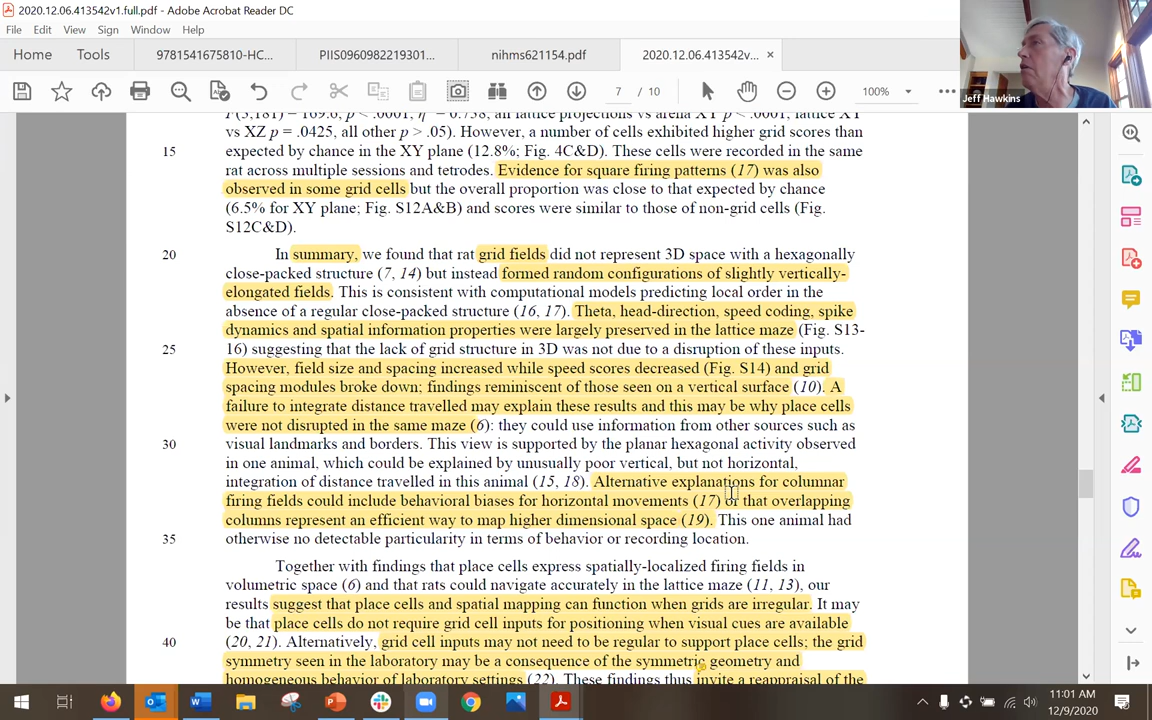 2020.12.06.413542v1.full.pdf - Adobe Acrobat Reader DC
File Edit View Sign Window Help
Home Tools 9781541675810-HC... PIIS0960982219301... nihms621154.pdf 2020.12.06.413542v... ×
7 / 10 100%
Jeff Hawkins
vs XZ p = .0425, all other p > .05). However, a number of cells exhibited higher grid scores than
15 expected by chance in the XY plane (12.8%; Fig. 4C&D). These cells were recorded in the same
rat across multiple sessions and tetrodes. Evidence for square firing patterns (17) was also
observed in some grid cells but the overall proportion was close to that expected by chance
(6.5% for XY plane; Fig. S12A&B) and scores were similar to those of non-grid cells (Fig.
S12C&D).
20 In summary, we found that rat grid fields did not represent 3D space with a hexagonally
close-packed structure (7, 14) but instead formed random configurations of slightly vertically-
elongated fields. This is consistent with computational models predicting local order in the
absence of a regular close-packed structure (16, 17). Theta, head-direction, speed coding, spike
dynamics and spatial information properties were largely preserved in the lattice maze (Fig. S13-
25 16) suggesting that the lack of grid structure in 3D was not due to a disruption of these inputs.
However, field size and spacing increased while speed scores decreased (Fig. S14) and grid
spacing modules broke down; findings reminiscent of those seen on a vertical surface (10). A
failure to integrate distance travelled may explain these results and this may be why place cells
were not disrupted in the same maze (6): they could use information from other sources such as
30 visual landmarks and borders. This view is supported by the planar hexagonal activity observed
in one animal, which could be explained by unusually poor vertical, but not horizontal,
integration of distance travelled in this animal (15, 18). Alternative explanations for columnar
firing fields could include behavioral biases for horizontal movements (17) or that overlapping
columns represent an efficient way to map higher dimensional space (19). This one animal had
35 otherwise no detectable particularity in terms of behavior or recording location.
Together with findings that place cells express spatially-localized firing fields in
volumetric space (6) and that rats could navigate accurately in the lattice maze (11, 13), our
results suggest that place cells and spatial mapping can function when grids are irregular. It may
be that place cells do not require grid cell inputs for positioning when visual cues are available
40 (20, 21). Alternatively, grid cell inputs may not need to be regular to support place cells; the grid
symmetry seen in the laboratory may be a consequence of the symmetric geometry and
homogeneous behavior of laboratory settings (22). These findings thus invite a reappraisal of the
11:01 AM
12/9/2020